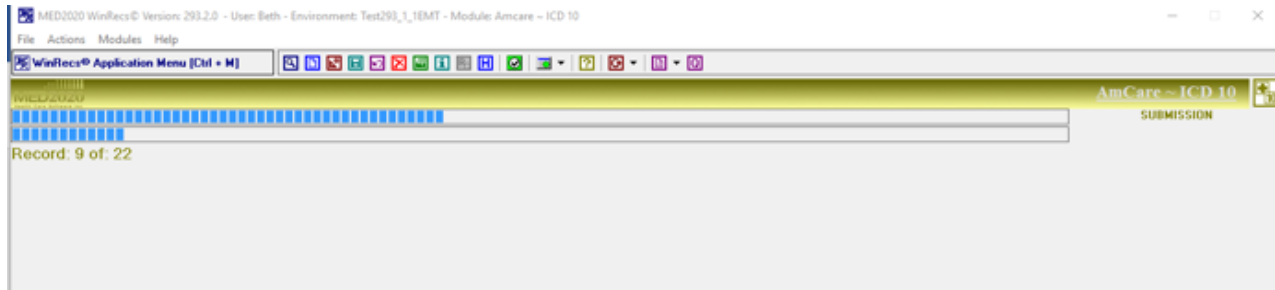 MED2020 WinRecs© Version: 293.2.0 - User: Beth - Environment: Test293_1_1EMT - Module: Amcare ~ ICD 10
File Actions Modules Help
WinRecs© Application Menu [Ctrl + M]
MED2020
AmCare ~ ICD 10
SUBMISSION
Record: 9 of: 22